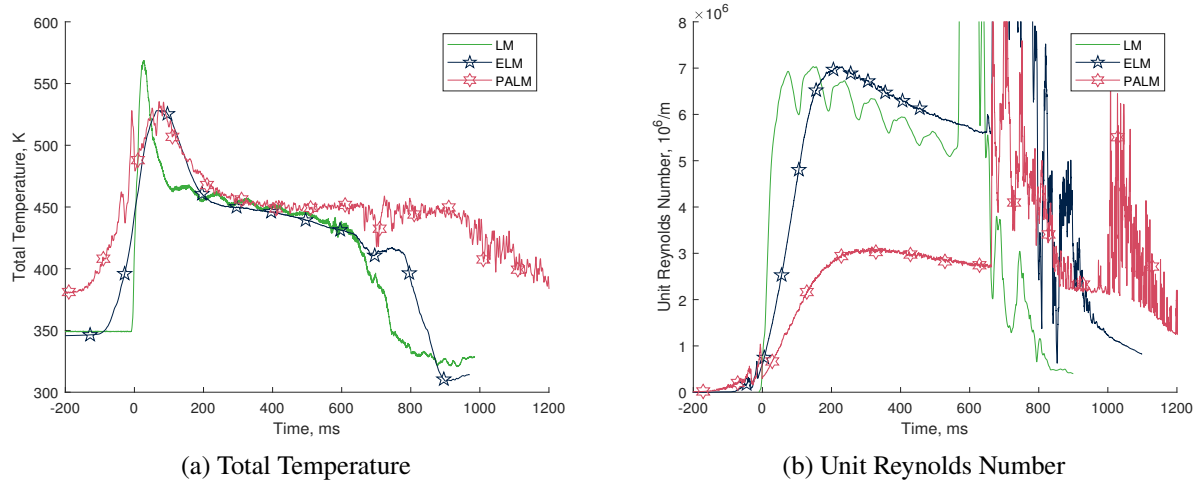 600
550
500
450
400
350
300
-200 0 200 400 600 800 1000 1200
Total Temperature, K
Time, ms
LM
ELM
PALM
(a) Total Temperature
8 ×10⁶
7
6
5
4
3
2
1
0
-200 0 200 400 600 800 1000 1200
Unit Reynolds Number, 10⁶/m
Time, ms
LM
ELM
PALM
(b) Unit Reynolds Number